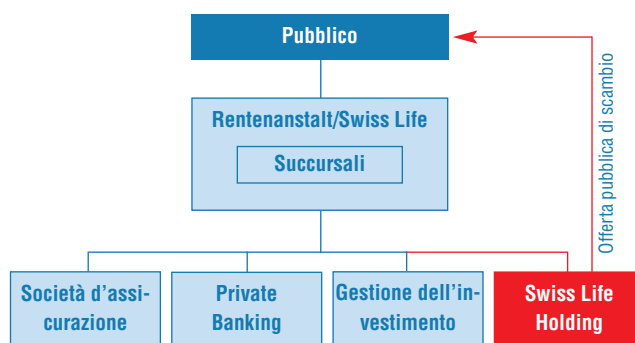 Pubblico
Rentenanstalt/Swiss Life
Succursali
Offerta pubblica di scambio
Società d'assi-
curazione
Private
Banking
Gestione dell'in-
vestimento
Swiss Life
Holding